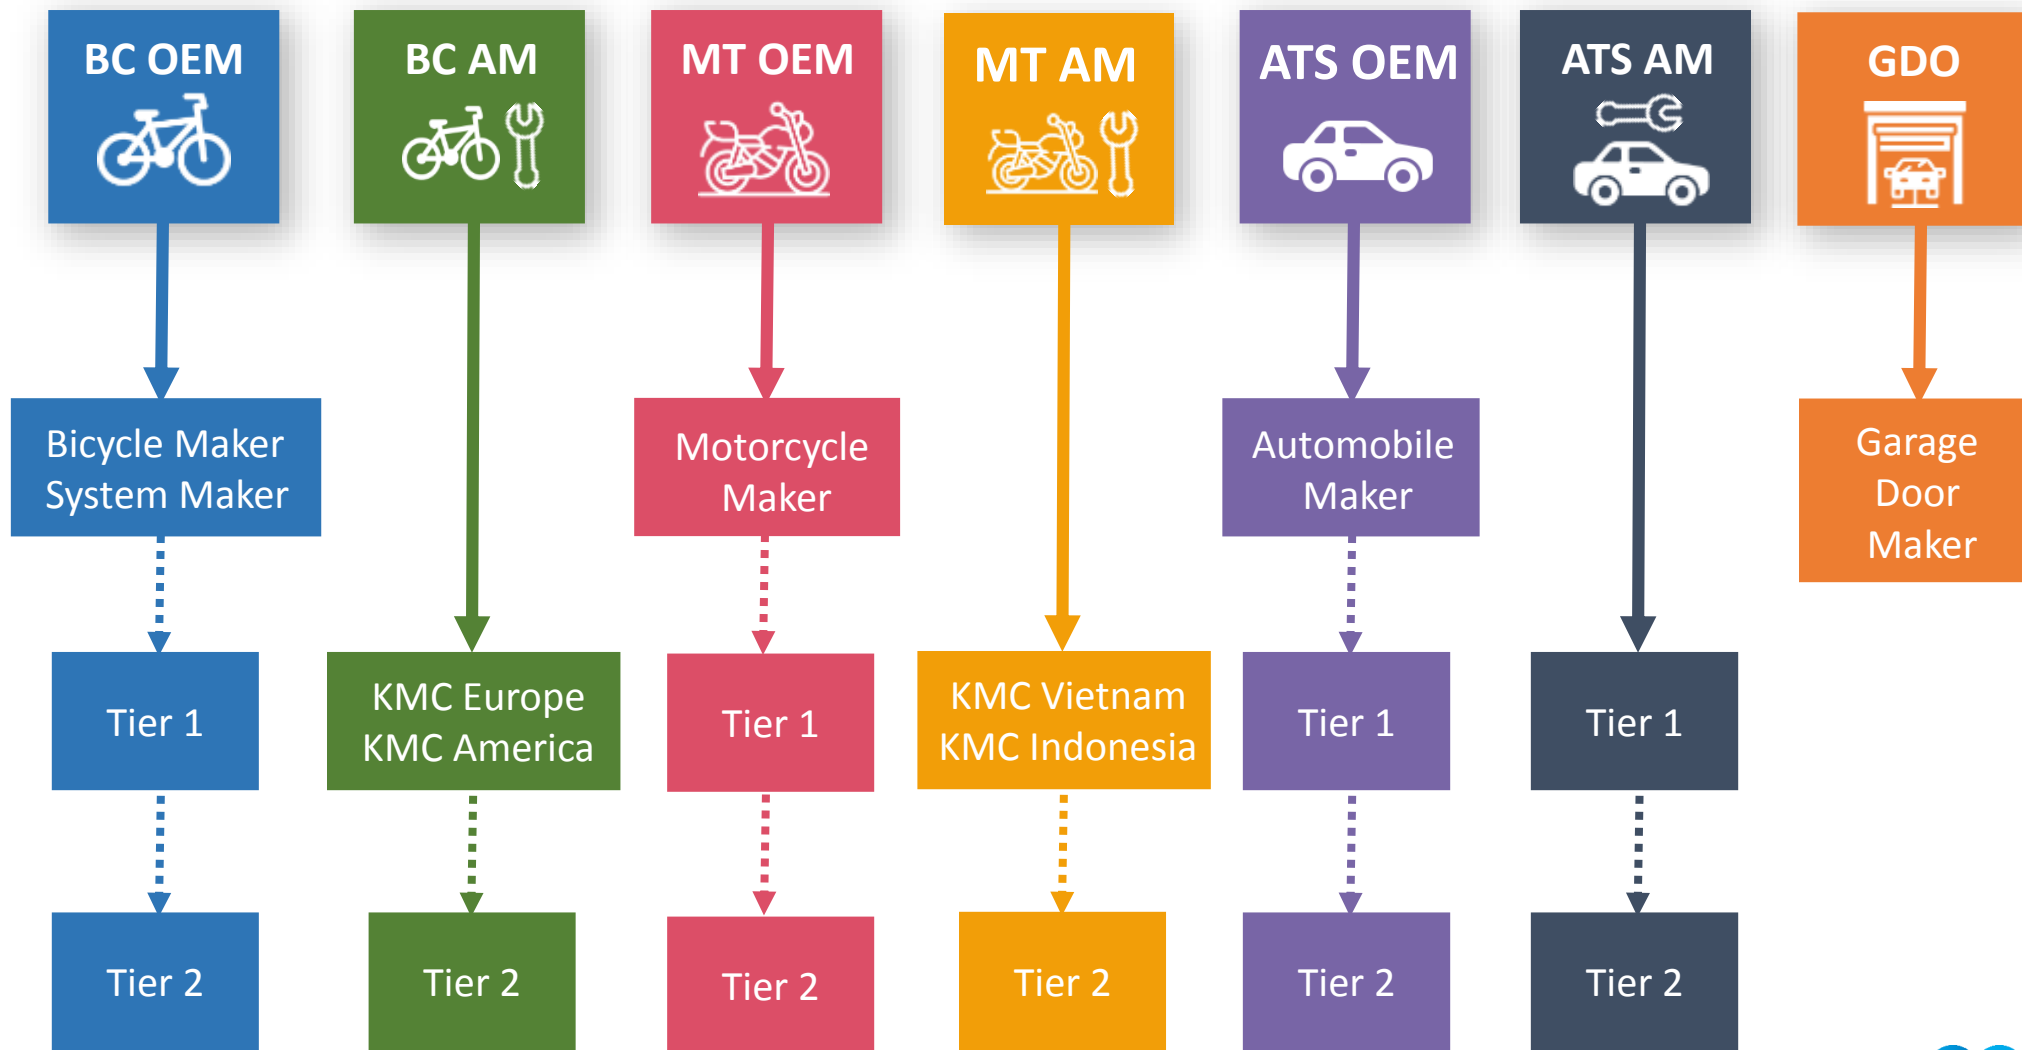 BC OEM
BC AM
MT OEM
MT AM
ATS OEM
ATS AM
GDO
Bicycle Maker
System Maker
Motorcycle
Maker
Automobile
Maker
Garage
Door
Maker
Tier 1
KMC Europe
KMC America
Tier 1
KMC Vietnam
KMC Indonesia
Tier 1
Tier 1
Tier 2
Tier 2
Tier 2
Tier 2
Tier 2
Tier 2